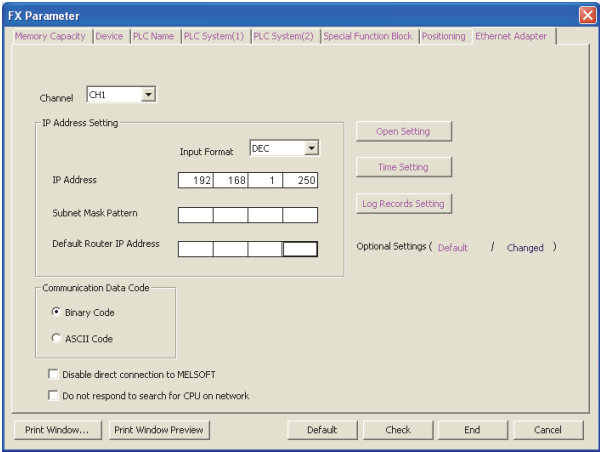 FX Parameter
Memory Capacity Device PLC Name PLC System(1) PLC System(2) Special Function Block Positioning Ethernet Adapter
Channel CH1
IP Address Setting
Input Format DEC
Open Setting
IP Address 192 168 1 250
Time Setting
Subnet Mask Pattern
Log Records Setting
Default Router IP Address
Optional Settings ( Default / Changed )
Communication Data Code
Binary Code
ASCII Code
Disable direct connection to MELSOFT
Do not respond to search for CPU on network
Print Window... Print Window Preview Default Check End Cancel